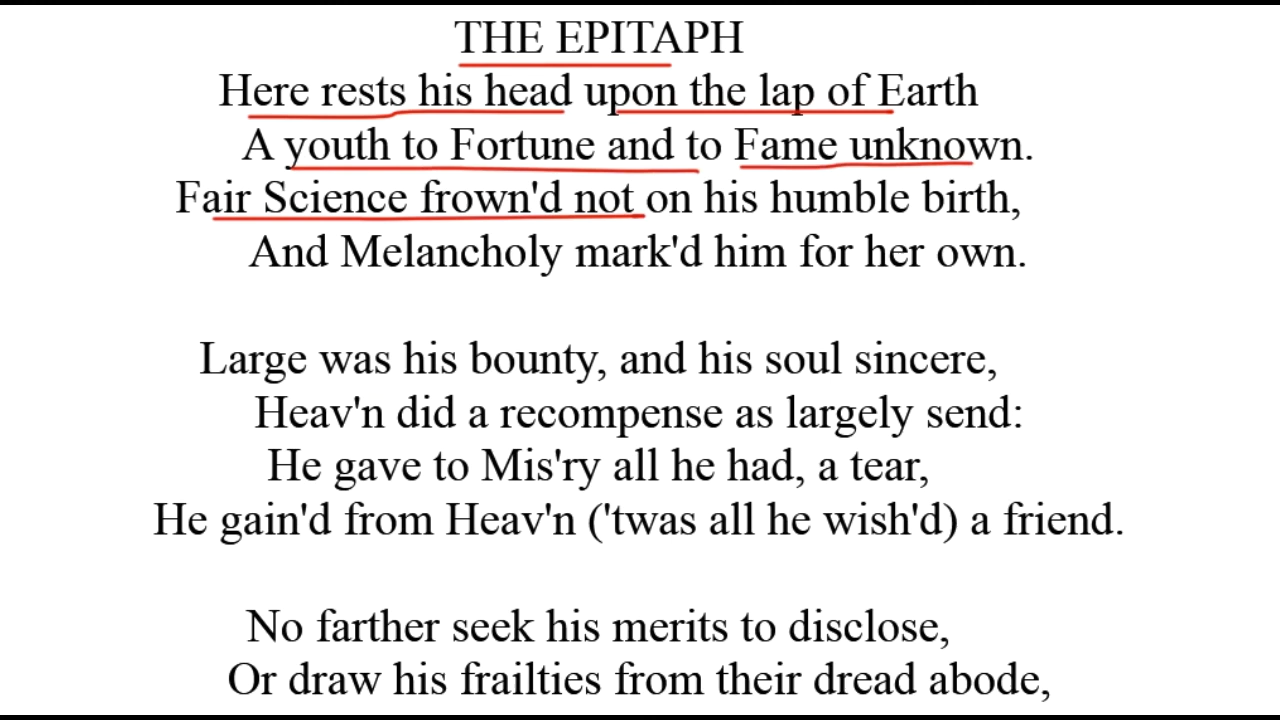 THE EPITAPH
Here rests his head upon the lap of Earth
A youth to Fortune and to Fame unknown.
Fair Science frown'd not on his humble birth,
And Melancholy mark'd him for her own.
Large was his bounty, and his soul sincere,
Heav'n did a recompense as largely send:
He gave to Mis'ry all he had, a tear,
He gain'd from Heav'n ('twas all he wish'd) a friend.
No farther seek his merits to disclose,
Or draw his frailties from their dread abode,